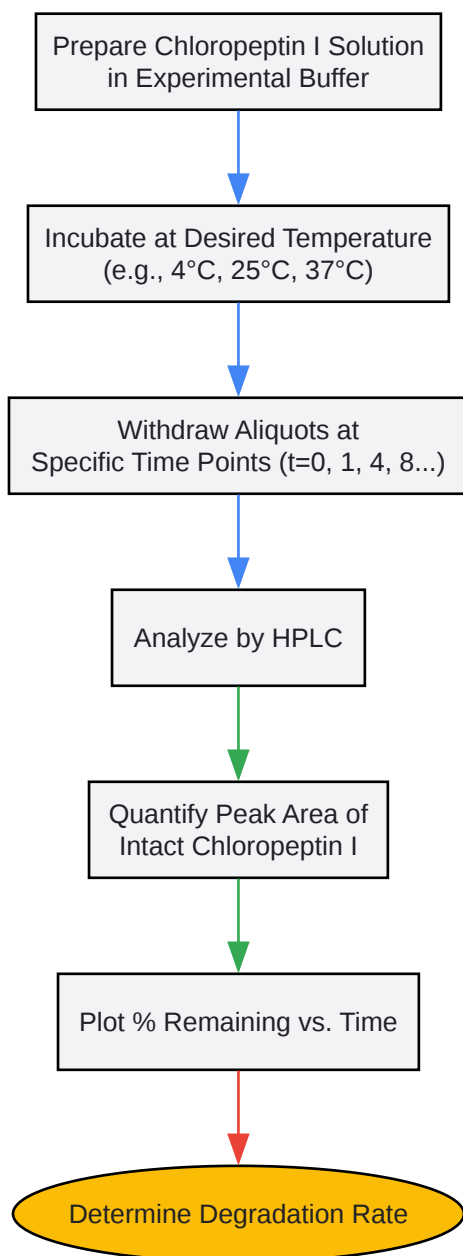 Prepare Chloropeptin I Solution
in Experimental Buffer
Incubate at Desired Temperature
(e.g., 4°C, 25°C, 37°C)
Withdraw Aliquots at
Specific Time Points (t=0, 1, 4, 8...)
Analyze by HPLC
Quantify Peak Area of
Intact Chloropeptin I
Plot % Remaining vs. Time
Determine Degradation Rate